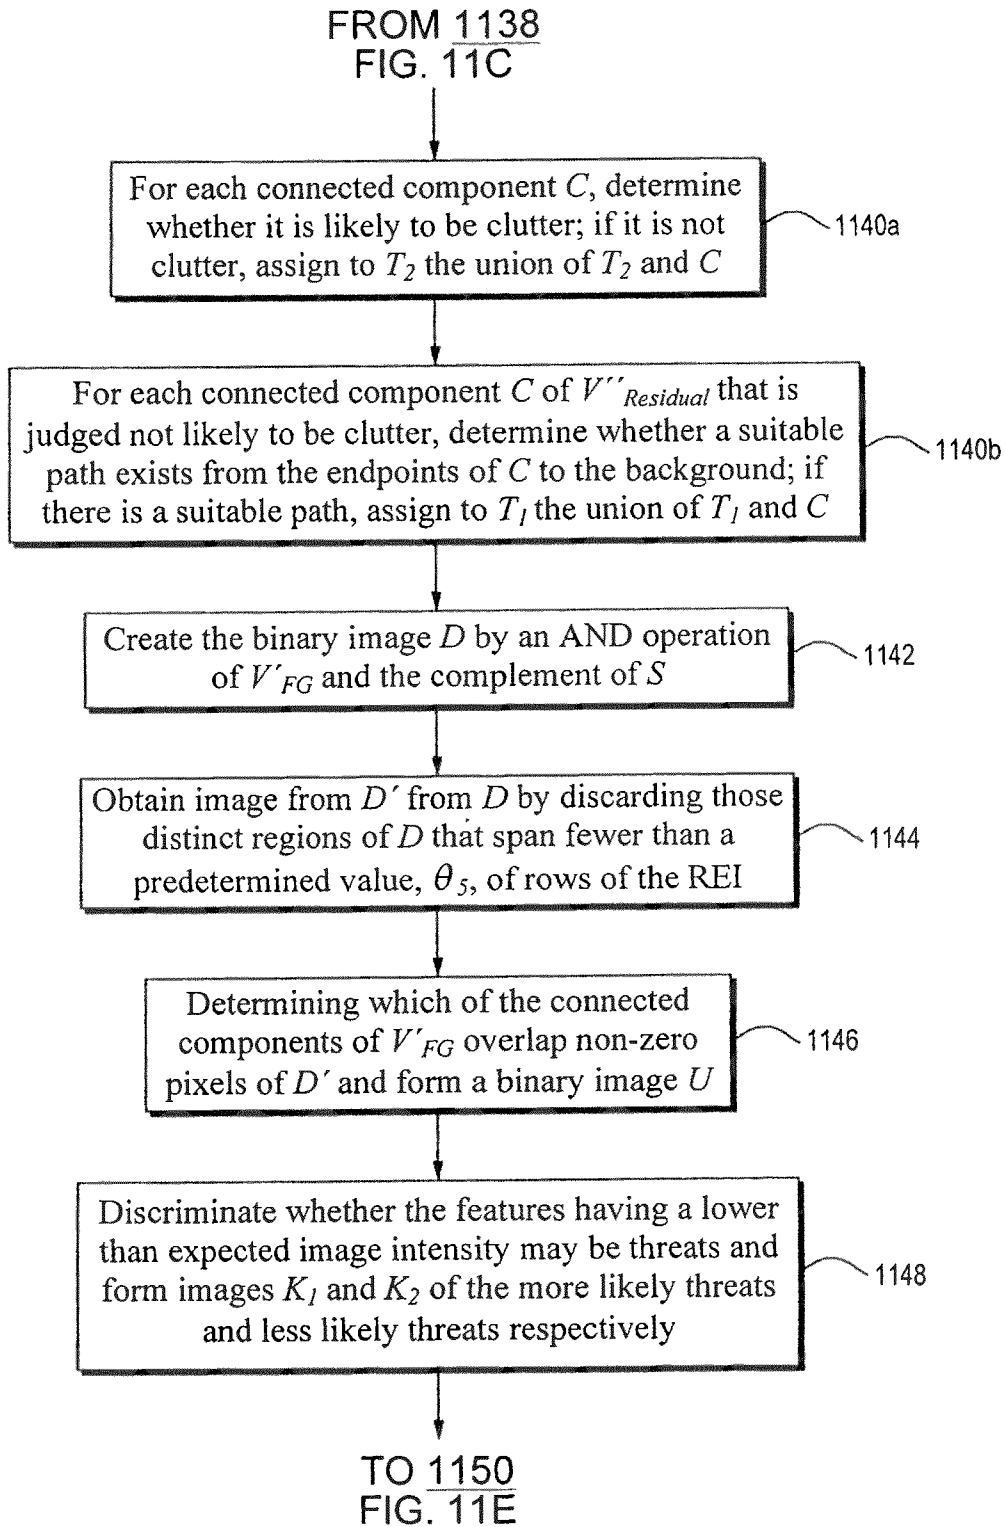 FROM 1138
FIG. 11C
For each connected component C, determine
whether it is likely to be clutter; if it is not
clutter, assign to T₂ the union of T₂ and C
1140a
For each connected component C of V″Residual that is
judged not likely to be clutter, determine whether a suitable
path exists from the endpoints of C to the background; if
there is a suitable path, assign to T₁ the union of T₁ and C
1140b
Create the binary image D by an AND operation
of V′FG and the complement of S
1142
Obtain image from D′ from D by discarding those
distinct regions of D that span fewer than a
predetermined value, θ₅, of rows of the REI
1144
Determining which of the connected
components of V′FG overlap non-zero
pixels of D′ and form a binary image U
1146
Discriminate whether the features having a lower
than expected image intensity may be threats and
form images K₁ and K₂ of the more likely threats
and less likely threats respectively
1148
TO 1150
FIG. 11E